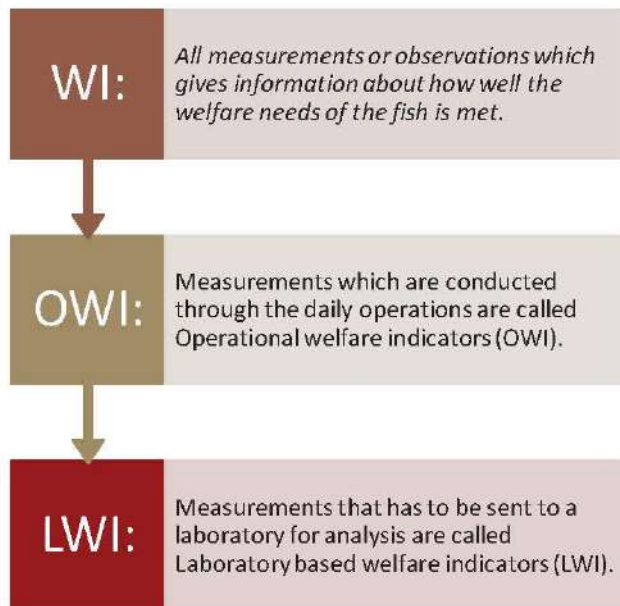 WI:
All measurements or observations which
gives information about how well the
welfare needs of the fish is met.
OWI:
Measurements which are conducted
through the daily operations are called
Operational welfare indicators (OWI).
LWI:
Measurements that has to be sent to a
laboratory for analysis are called
Laboratory based welfare indicators (LWI).